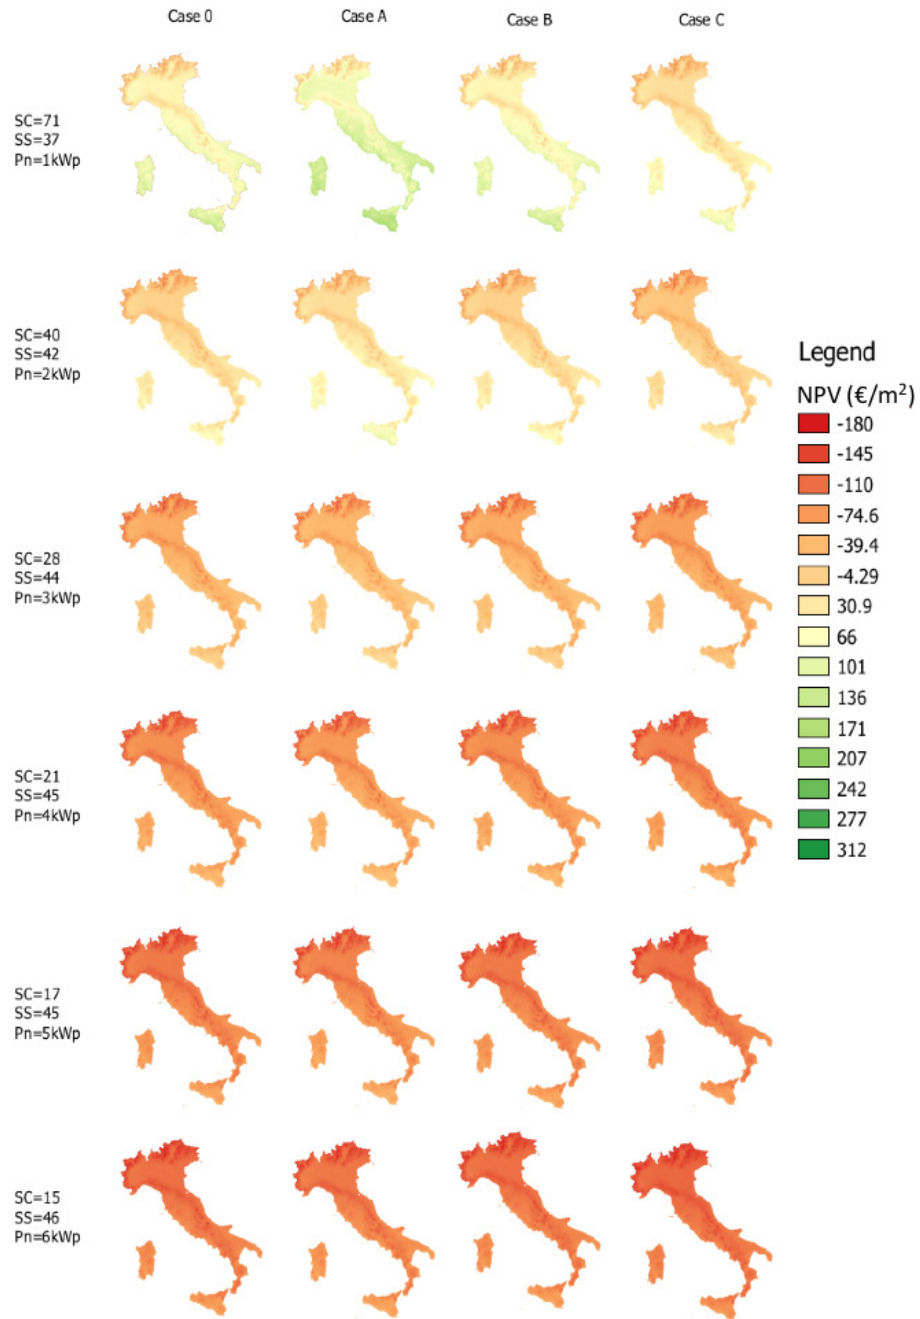 Case 0
Case A
Case B
Case C
SC=71
SS=37
Pn=1kWp
SC=40
SS=42
Pn=2kWp
SC=28
SS=44
Pn=3kWp
SC=21
SS=45
Pn=4kWp
SC=17
SS=45
Pn=5kWp
SC=15
SS=46
Pn=6kWp
Legend
NPV (€/m²)
-180
-145
-110
-74.6
-39.4
-4.29
30.9
66
101
136
171
207
242
277
312